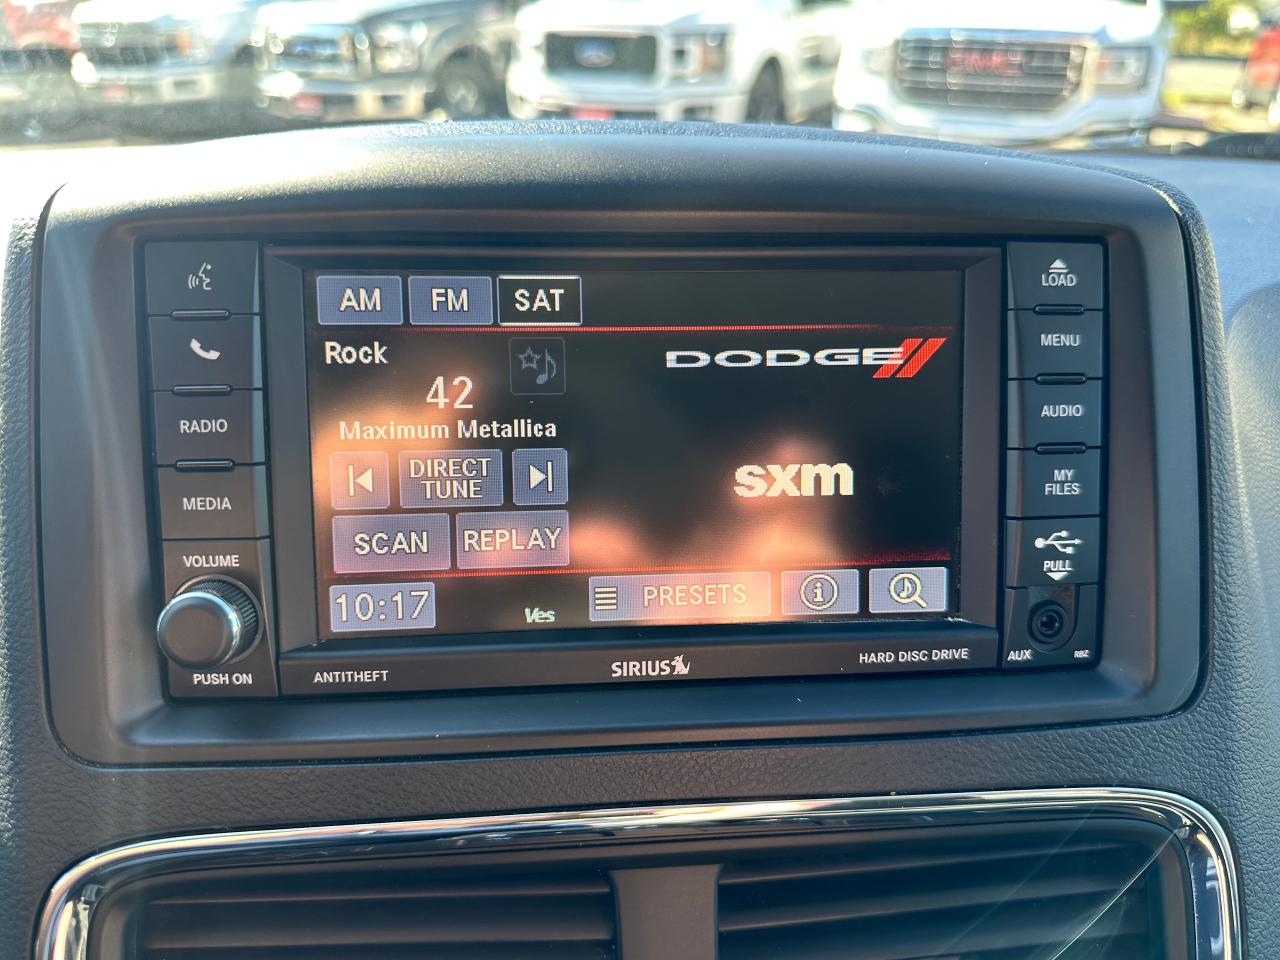 GMC
AM FM SAT
LOAD
Rock
DODGE
MENU
42
Maximum Metallica
RADIO
AUDIO
DIRECT
TUNE
sxm
MY
FILES
MEDIA
SCAN REPLAY
VOLUME
PULL
10:17
Ves
PRESETS
i
PUSH ON
ANTITHEFT
SIRIUS
HARD DISC DRIVE
AUX
RBZ